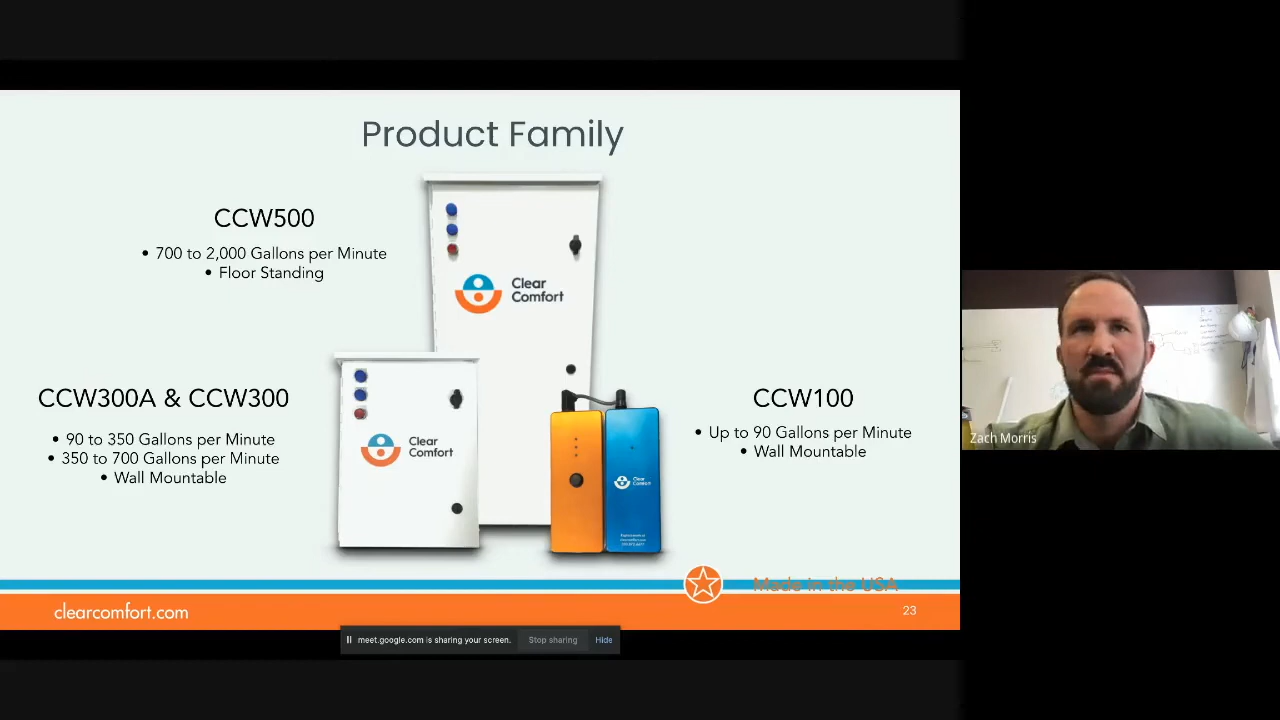 Product Family
CCW500
• 700 to 2,000 Gallons per Minute
• Floor Standing
Clear
Comfort
CCW300A & CCW300
• 90 to 350 Gallons per Minute
• 350 to 700 Gallons per Minute
• Wall Mountable
Clear
Comfort
CCW100
• Up to 90 Gallons per Minute
• Wall Mountable
Clear
Comfort
Zach Morris
Made in the USA
clearcomfort.com
23
meet.google.com is sharing your screen.
Stop sharing
Hide